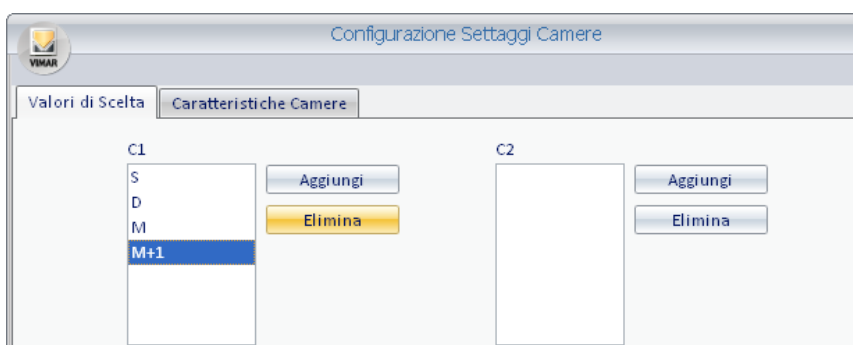 Configurazione Settaggi Camere
VIMAR
Valori di Scelta Caratteristiche Camere
C1 C2
S Aggiungi Aggiungi
D
M Elimina Elimina
M+1